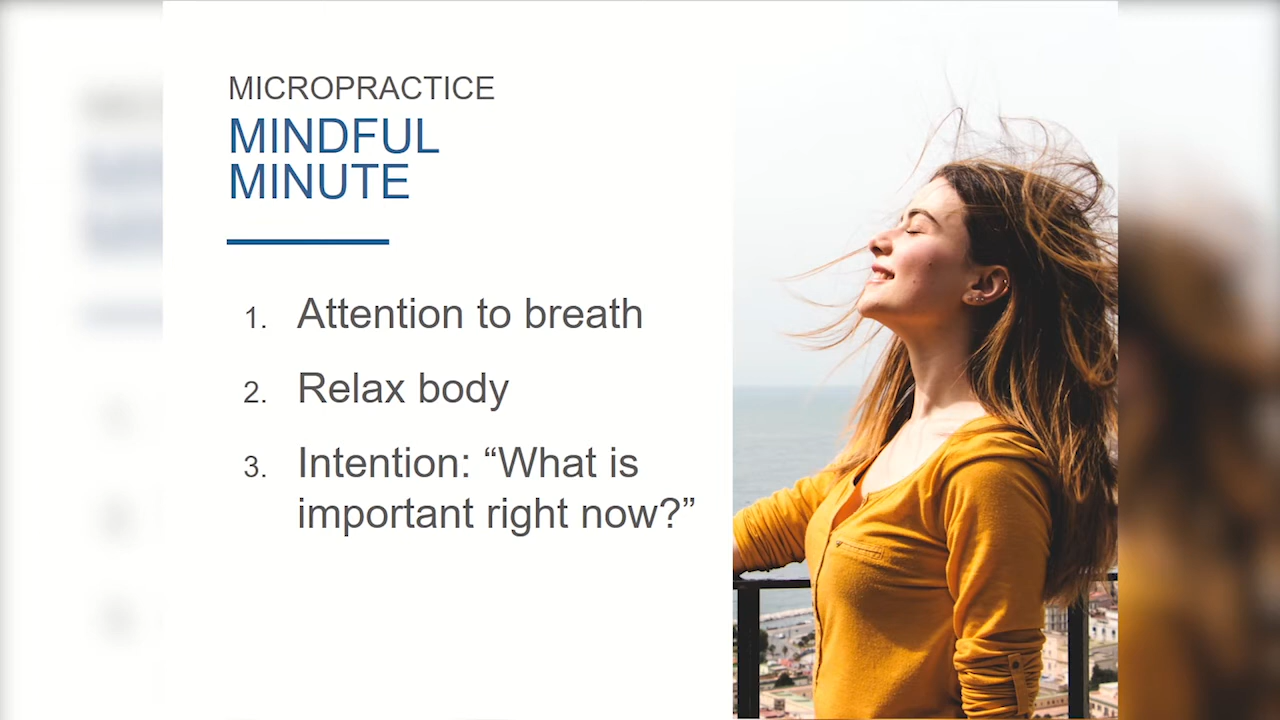 MICROPRACTICE
MINDFUL
MINUTE
1. Attention to breath
2. Relax body
3. Intention: “What is
important right now?”